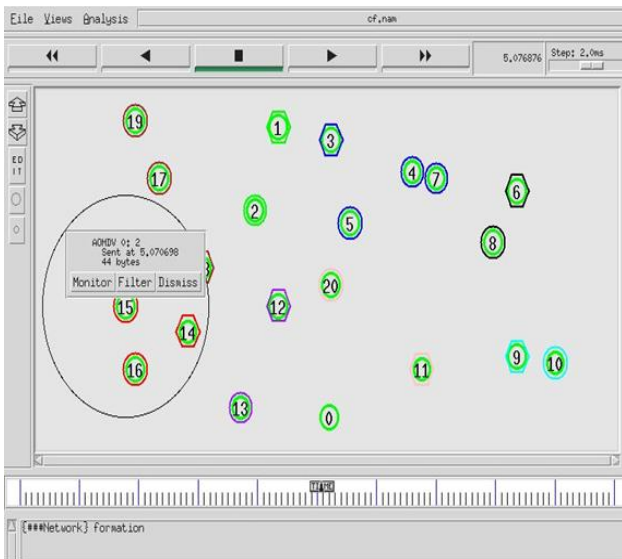 File Views Analysis cf.nam
5.076876 Step: 2.0ms
ED
IT
19
1
3
17
4
7
6
2
5
8
AOMDV 0: 2
Sent at 5.070698
44 bytes
Monitor Filter Dismiss
20
15
12
14
9
16
11
10
13
0
TIME
{###Network} formation